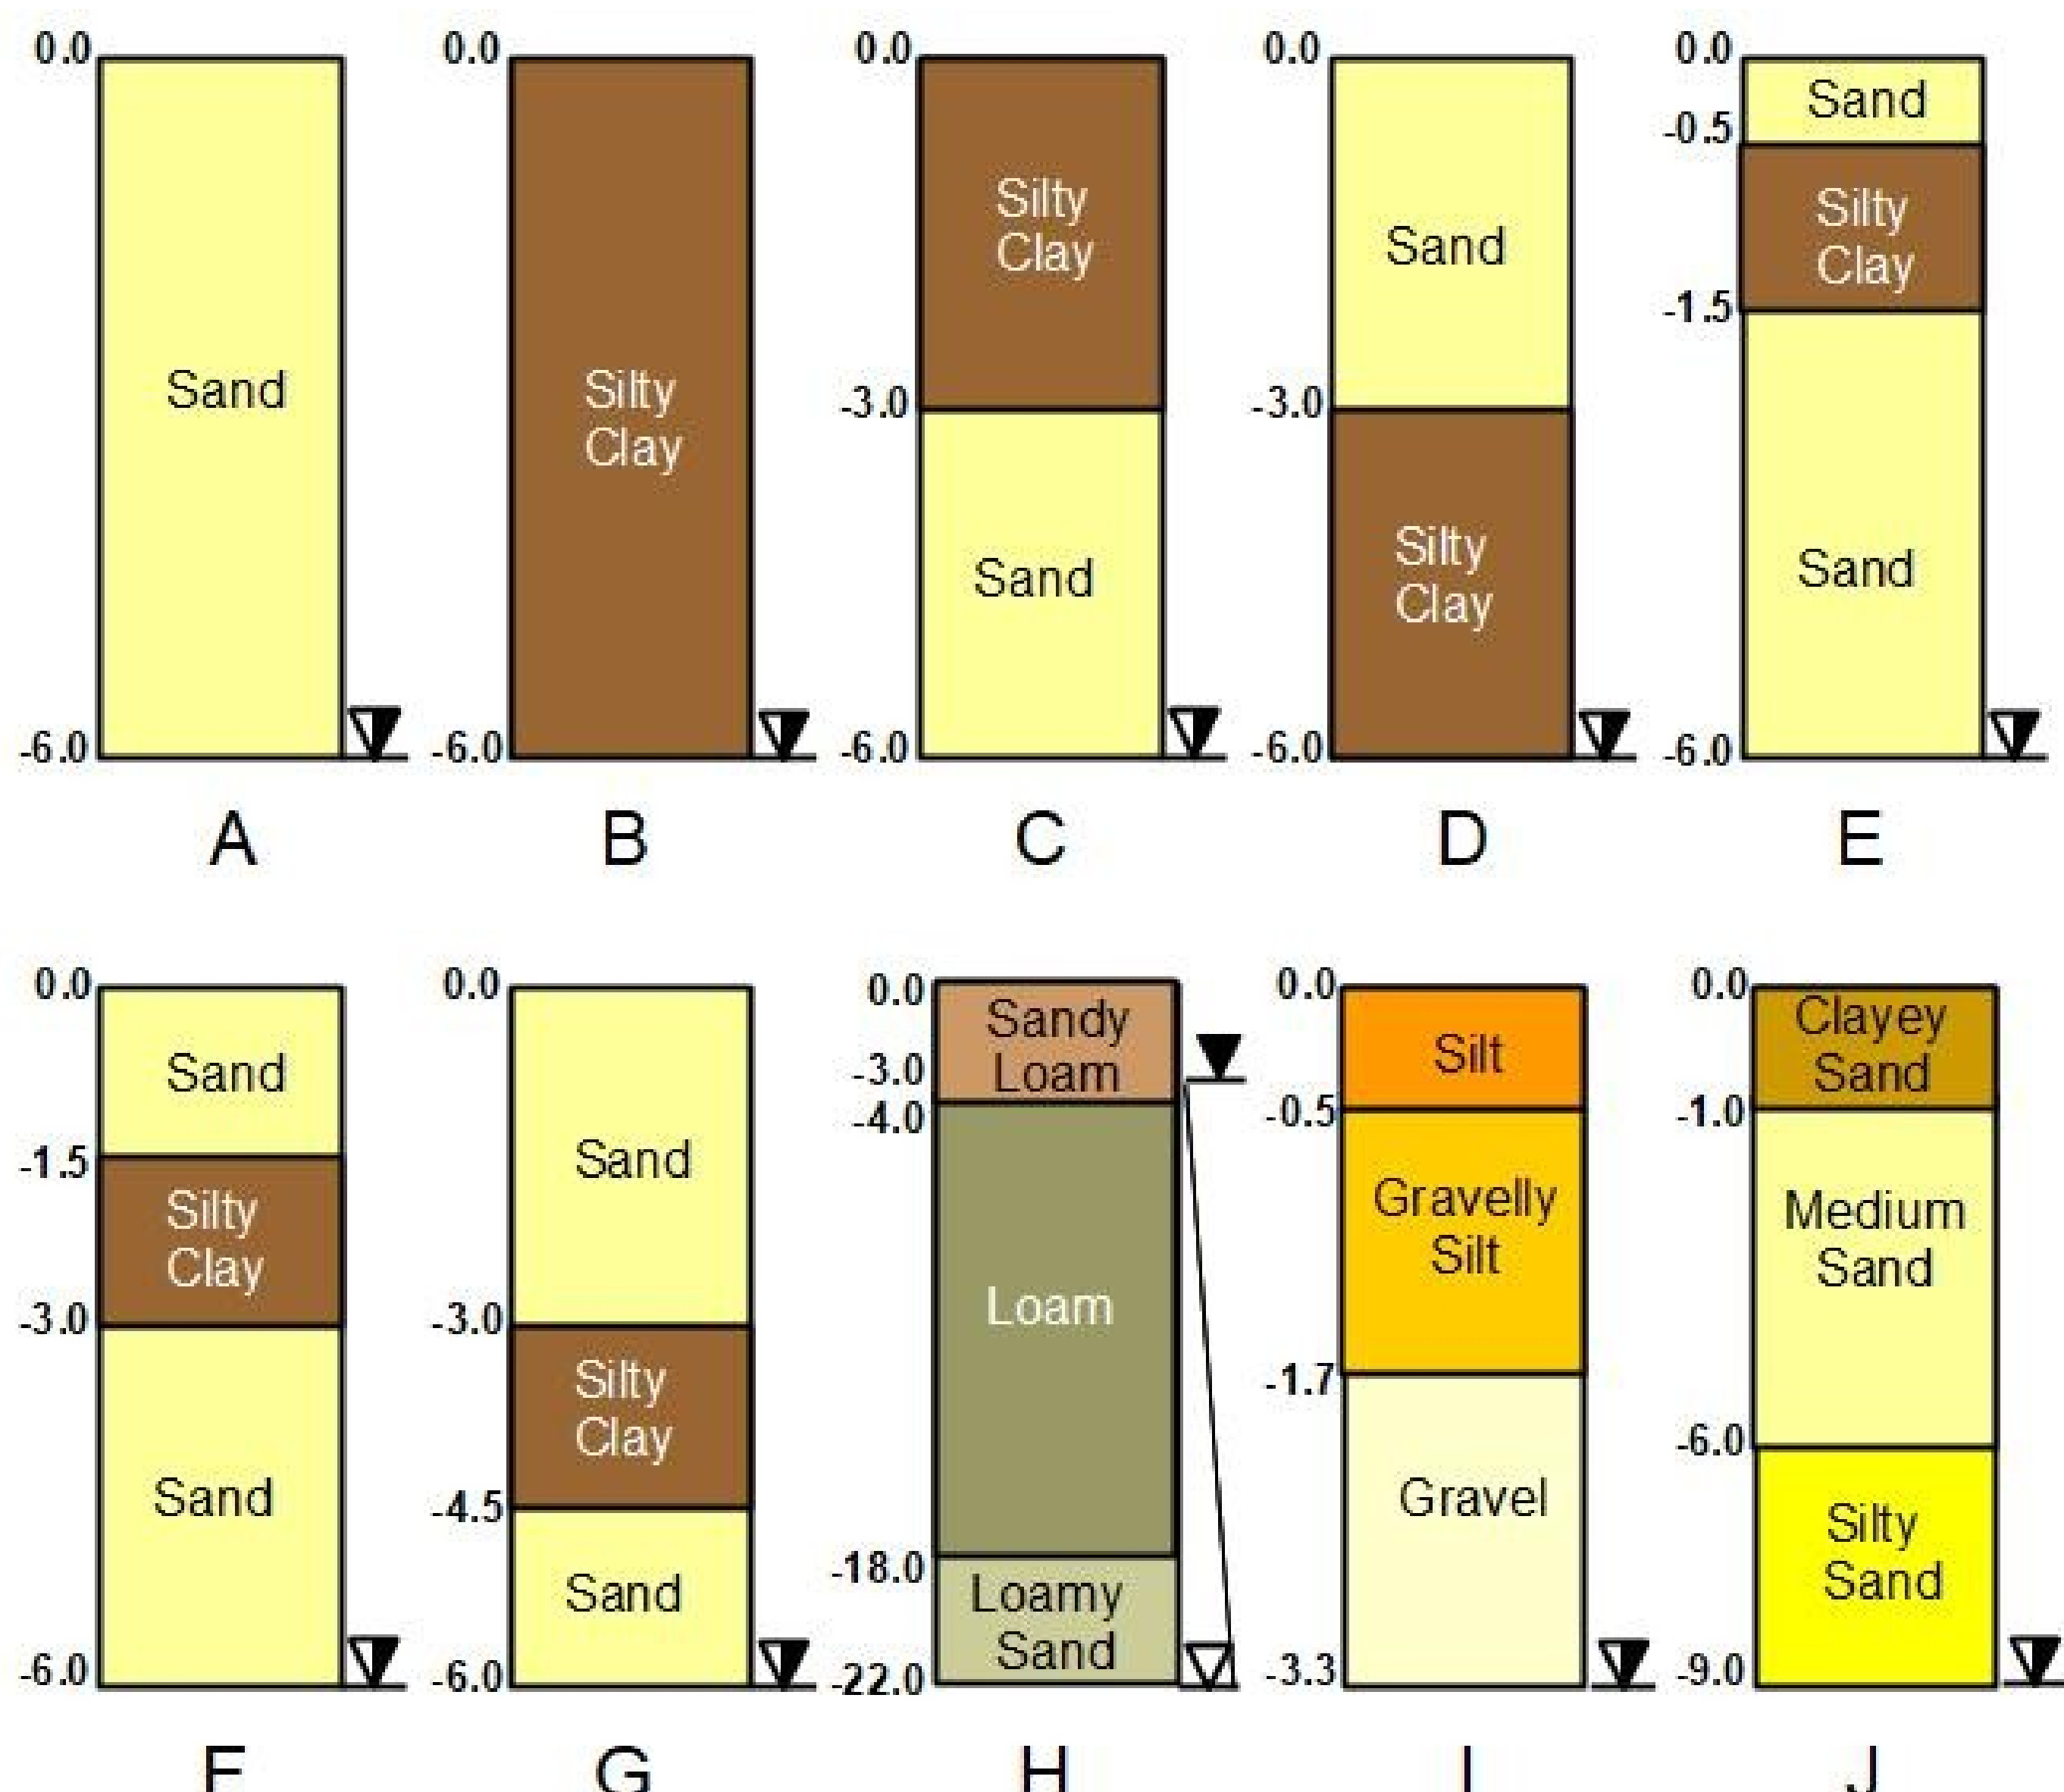 0.0
Sand
-6.0
A
0.0
Silty
Clay
-6.0
B
0.0
Silty
Clay
-3.0
Sand
-6.0
C
0.0
Sand
-3.0
Silty
Clay
-6.0
D
0.0
Sand
-0.5
Silty
Clay
-1.5
Sand
-6.0
E
0.0
Sand
-1.5
Silty
Clay
-3.0
Sand
-6.0
F
0.0
Sand
-3.0
Silty
Clay
-4.5
Sand
-6.0
G
0.0
Sandy
Loam
-3.0
-4.0
Loam
-18.0
Loamy
Sand
-22.0
H
0.0
Silt
-0.5
Gravelly
Silt
-1.7
Gravel
-3.3
I
0.0
Clayey
Sand
-1.0
Medium
Sand
-6.0
Silty
Sand
-9.0
J